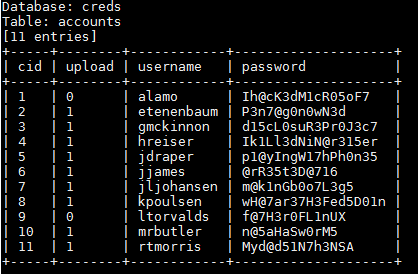 Database: creds
Table: accounts
[11 entries]
+-----+--------+------------+---------------------+
| cid | upload | username | password |
+-----+--------+------------+---------------------+
| 1 | 0 | alamo | Ih@cK3dM1cR05oF7 |
| 2 | 1 | etenenbaum | P3n7@g0n0wN3d |
| 3 | 1 | gmckinnon | d15cL0suR3Pr0J3c7 |
| 4 | 1 | hreiser | Ik1Ll3dNiN@r315er |
| 5 | 1 | jdraper | p1@yIngW17hPh0n35 |
| 6 | 1 | jjames | @rR35t3D@716 |
| 7 | 1 | jljohansen | m@k1nGb0o7L3g5 |
| 8 | 1 | kpoulsen | wH@7ar37H3Fed5D01n |
| 9 | 0 | ltorvalds | f@7H3r0FL1nUX |
| 10 | 1 | mrbutler | n@5aHaSw0rM5 |
| 11 | 1 | rtmorris | Myd@d51N7h3NSA |
+-----+--------+------------+---------------------+